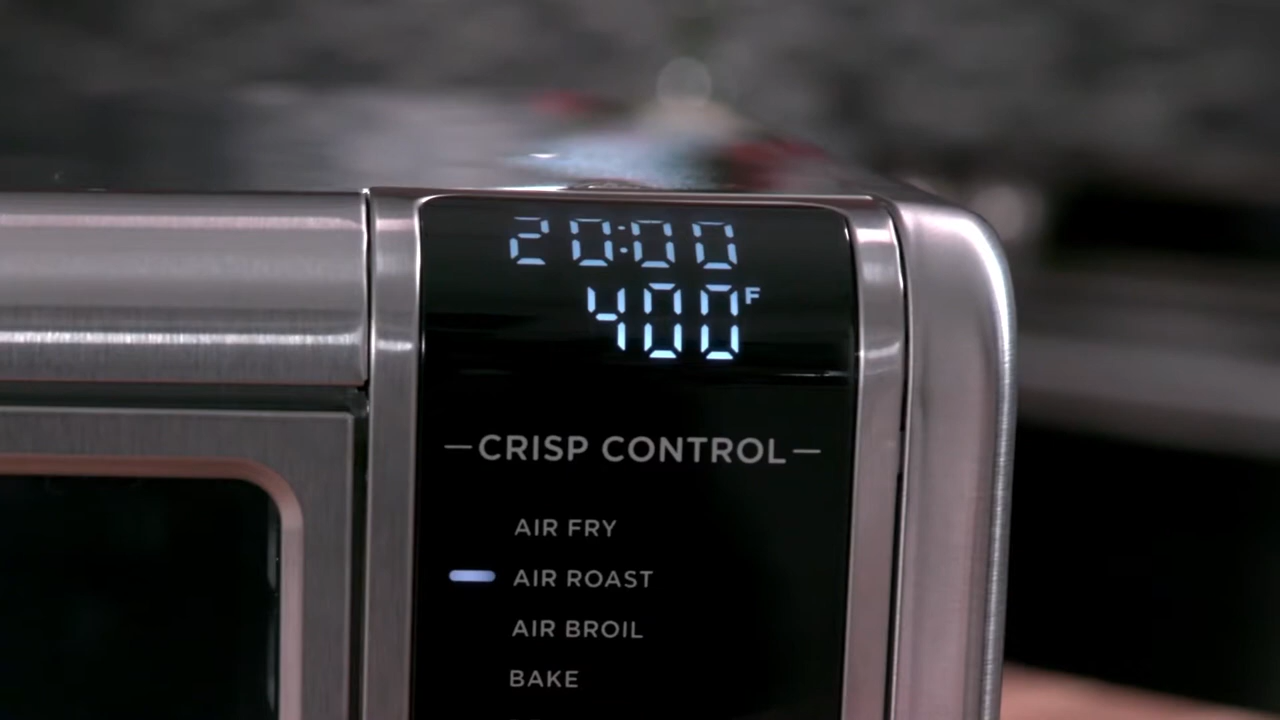 20:00
400F
CRISP CONTROL
AIR FRY
AIR ROAST
AIR BROIL
BAKE